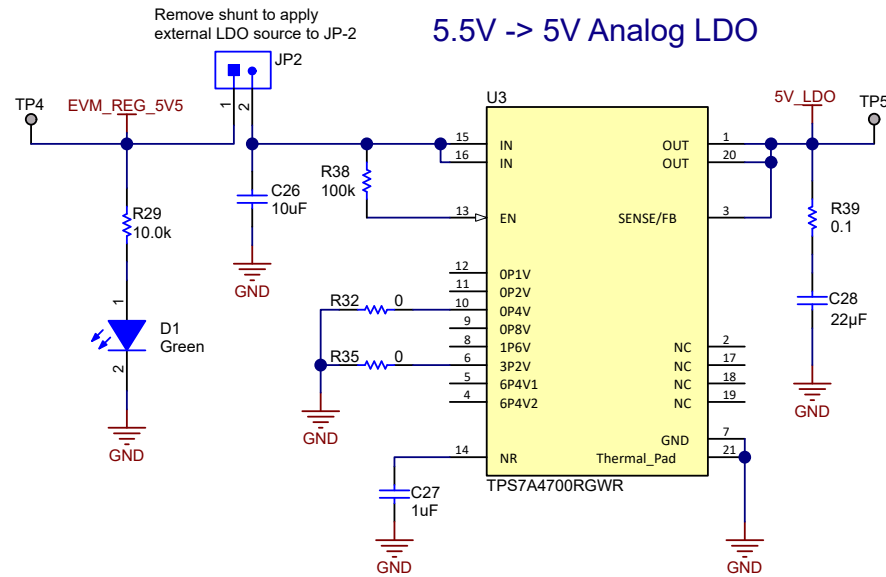 Remove shunt to apply
external LDO source to JP-2
5.5V -> 5V Analog LDO
JP2
1
2
TP4
EVM_REG_5V5
U3
5V_LDO
TP5
15
IN
16
IN
OUT
1
OUT
20
R38
100k
C26
10uF
13
EN
SENSE/FB
3
R29
10.0k
R39
0.1
GND
12
0P1V
11
0P2V
R32
0
10
0P4V
9
0P8V
8
1P6V
R35
0
6
3P2V
5
6P4V1
4
6P4V2
NC
2
NC
17
NC
18
NC
19
C28
22µF
1
D1
Green
2
GND
GND
GND
GND
7
14
NR
Thermal_Pad
21
TPS7A4700RGWR
C27
1uF
GND
GND